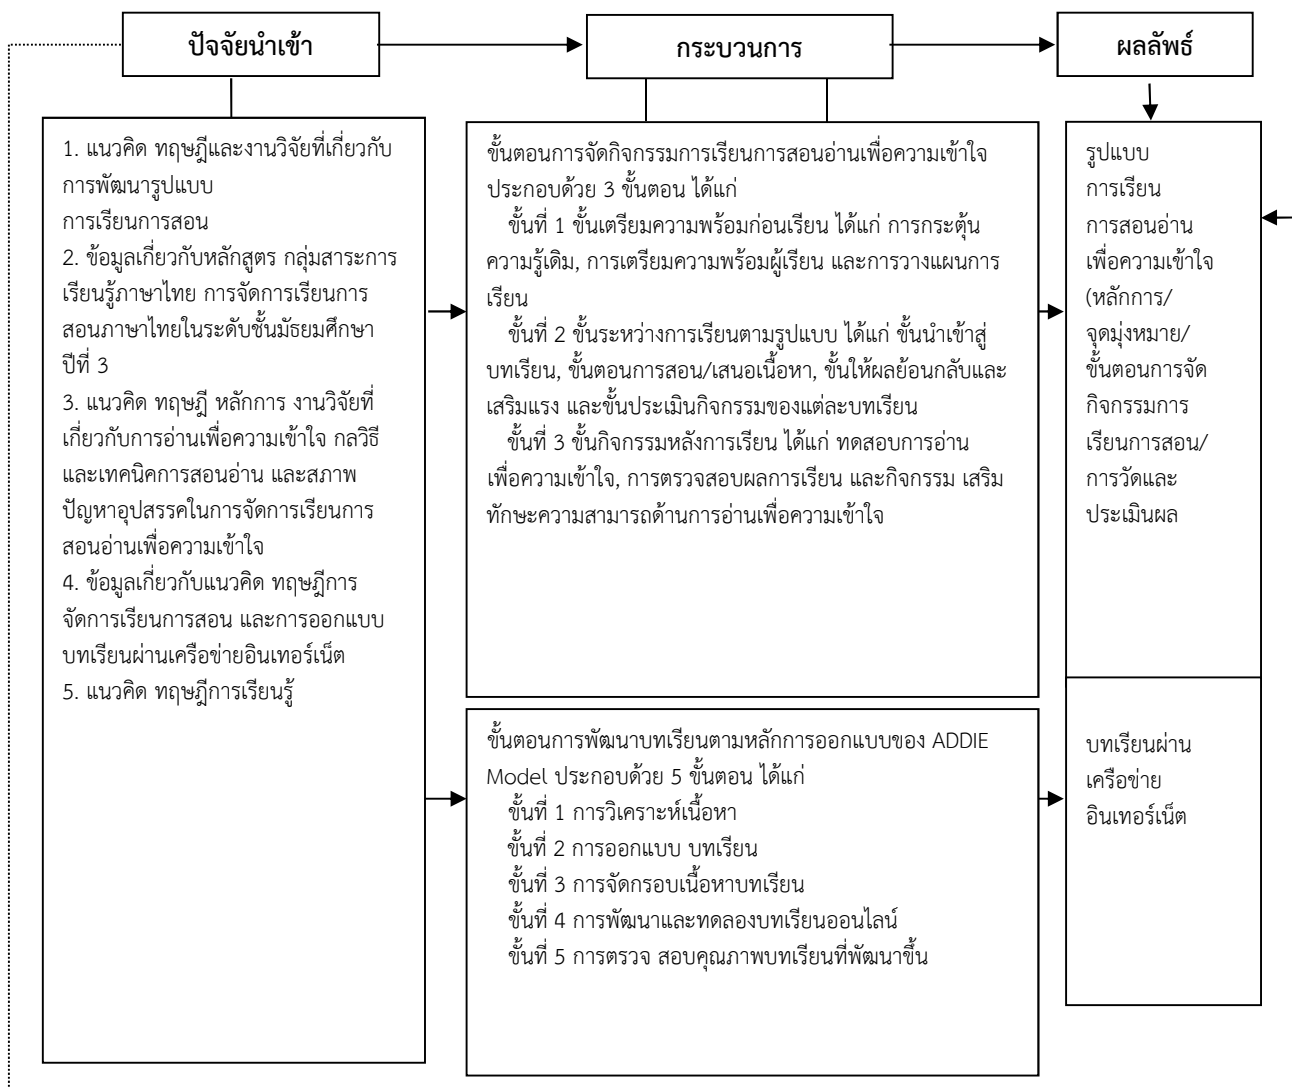 ปัจจัยนำเข้า
กระบวนการ
ผลลัพธ์
1. แนวคิด ทฤษฎีและงานวิจัยที่เกี่ยวกับ
การพัฒนารูปแบบ
การเรียนการสอน
2. ข้อมูลเกี่ยวกับหลักสูตร กลุ่มสาระการ
เรียนรู้ภาษาไทย การจัดการเรียนการ
สอนภาษาไทยในระดับชั้นมัธยมศึกษา
ปีที่ 3
3. แนวคิด ทฤษฎี หลักการ งานวิจัยที่
เกี่ยวกับการอ่านเพื่อความเข้าใจ กลวิธี
และเทคนิคการสอนอ่าน และสภาพ
ปัญหาอุปสรรคในการจัดการเรียนการ
สอนอ่านเพื่อความเข้าใจ
4. ข้อมูลเกี่ยวกับแนวคิด ทฤษฎีการ
จัดการเรียนการสอน และการออกแบบ
บทเรียนผ่านเครือข่ายอินเทอร์เน็ต
5. แนวคิด ทฤษฎีการเรียนรู้
ขั้นตอนการจัดกิจกรรมการเรียนการสอนอ่านเพื่อความเข้าใจ
ประกอบด้วย 3 ขั้นตอน ได้แก่
ขั้นที่ 1 ขั้นเตรียมความพร้อมก่อนเรียน ได้แก่ การกระตุ้น
ความรู้เดิม, การเตรียมความพร้อมผู้เรียน และการวางแผนการ
เรียน
ขั้นที่ 2 ขั้นระหว่างการเรียนตามรูปแบบ ได้แก่ ขั้นนำเข้าสู่
บทเรียน, ขั้นตอนการสอน/เสนอเนื้อหา, ขั้นให้ผลย้อนกลับและ
เสริมแรง และขั้นประเมินกิจกรรมของแต่ละบทเรียน
ขั้นที่ 3 ขั้นกิจกรรมหลังการเรียน ได้แก่ ทดสอบการอ่าน
เพื่อความเข้าใจ, การตรวจสอบผลการเรียน และกิจกรรม เสริม
ทักษะความสามารถด้านการอ่านเพื่อความเข้าใจ
ขั้นตอนการพัฒนาบทเรียนตามหลักการออกแบบของ ADDIE
Model ประกอบด้วย 5 ขั้นตอน ได้แก่
ขั้นที่ 1 การวิเคราะห์เนื้อหา
ขั้นที่ 2 การออกแบบ บทเรียน
ขั้นที่ 3 การจัดกรอบเนื้อหาบทเรียน
ขั้นที่ 4 การพัฒนาและทดลองบทเรียนออนไลน์
ขั้นที่ 5 การตรวจ สอบคุณภาพบทเรียนที่พัฒนาขึ้น
รูปแบบ
การเรียน
การสอนอ่าน
เพื่อความเข้าใจ
(หลักการ/
จุดมุ่งหมาย/
ขั้นตอนการจัด
กิจกรรมการ
เรียนการสอน/
การวัดและ
ประเมินผล
บทเรียนผ่าน
เครือข่าย
อินเทอร์เน็ต